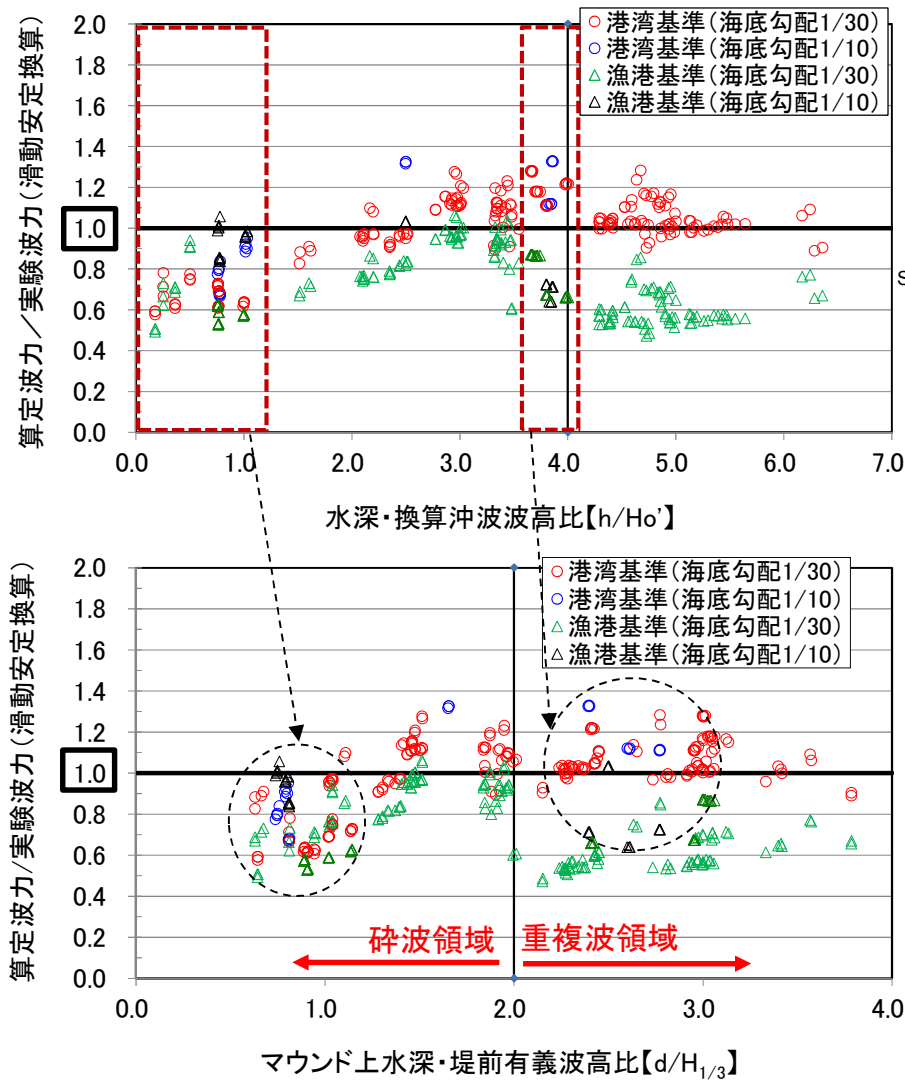 算定波力／実験波力(滑動安定換算)
2.0
1.8
1.6
1.4
1.2
1.0
0.8
0.6
0.4
0.2
0.0
港湾基準(海底勾配1/30)
港湾基準(海底勾配1/10)
漁港基準(海底勾配1/30)
漁港基準(海底勾配1/10)
S
0.0 1.0 2.0 3.0 4.0 5.0 6.0 7.0
水深・換算沖波波高比【h/Ho’】
算定波力/実験波力(滑動安定換算)
2.0
1.8
1.6
1.4
1.2
1.0
0.8
0.6
0.4
0.2
0.0
港湾基準(海底勾配1/30)
港湾基準(海底勾配1/10)
漁港基準(海底勾配1/30)
漁港基準(海底勾配1/10)
砕波領域 重複波領域
0.0 1.0 2.0 3.0 4.0
マウンド上水深・堤前有義波高比【d/H1/3】